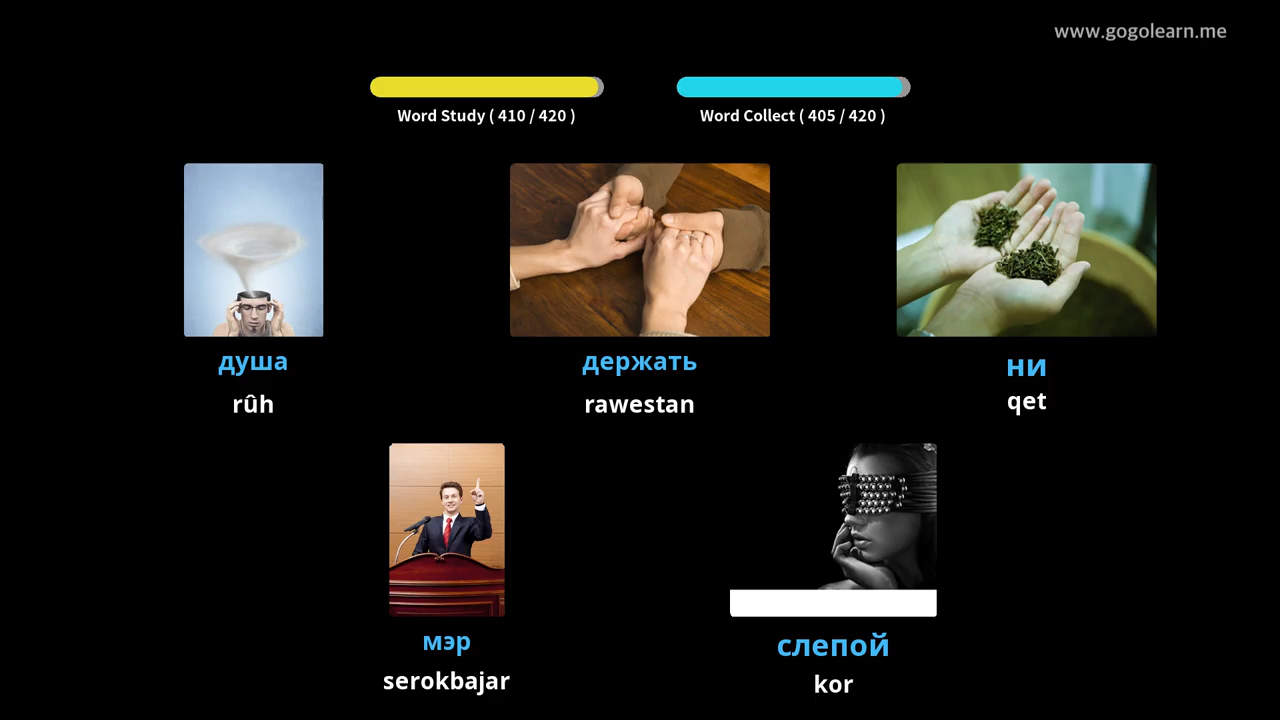 www.gogolearn.me
Word Study ( 410 / 420 )
Word Collect ( 405 / 420 )
душа
держать
ни
rûh
rawestan
qet
мэр
слепой
serokbajar
kor